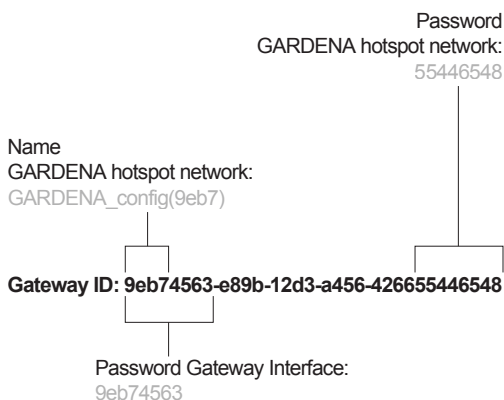 Password
GARDENA hotspot network:
55446548
Name
GARDENA hotspot network:
GARDENA_config(9eb7)
Gateway ID: 9eb74563-e89b-12d3-a456-426655446548
Password Gateway Interface:
9eb74563